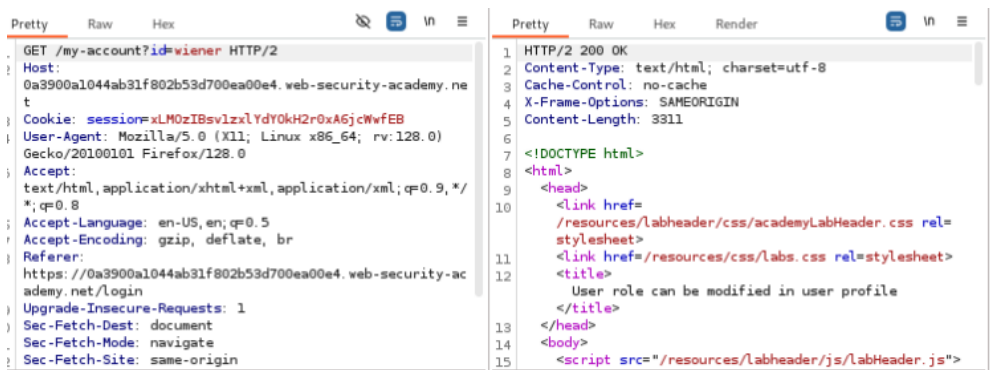 Pretty Raw Hex \n
GET /my-account?id=wiener HTTP/2
Host:
0a3900a1044ab31f802b53d700ea00e4.web-security-academy.ne
t
Cookie: session=xLMOzIBsvlzxlYdYOkH2r0xA6jcWwfEB
User-Agent: Mozilla/5.0 (X11; Linux x86_64; rv:128.0)
Gecko/20100101 Firefox/128.0
Accept:
text/html,application/xhtml+xml,application/xml;q=0.9,*/
*;q=0.8
Accept-Language: en-US,en;q=0.5
Accept-Encoding: gzip, deflate, br
Referer:
https://0a3900a1044ab31f802b53d700ea00e4.web-security-ac
ademy.net/login
Upgrade-Insecure-Requests: 1
Sec-Fetch-Dest: document
Sec-Fetch-Mode: navigate
Sec-Fetch-Site: same-origin
Pretty Raw Hex Render \n
1 HTTP/2 200 OK
2 Content-Type: text/html; charset=utf-8
3 Cache-Control: no-cache
4 X-Frame-Options: SAMEORIGIN
5 Content-Length: 3311
6
7 <!DOCTYPE html>
8 <html>
9 <head>
10 <link href=
/resources/labheader/css/academyLabHeader.css rel=
stylesheet>
11 <link href=/resources/css/labs.css rel=stylesheet>
12 <title>
User role can be modified in user profile
</title>
13 </head>
14 <body>
15 <script src="/resources/labheader/js/labHeader.js">